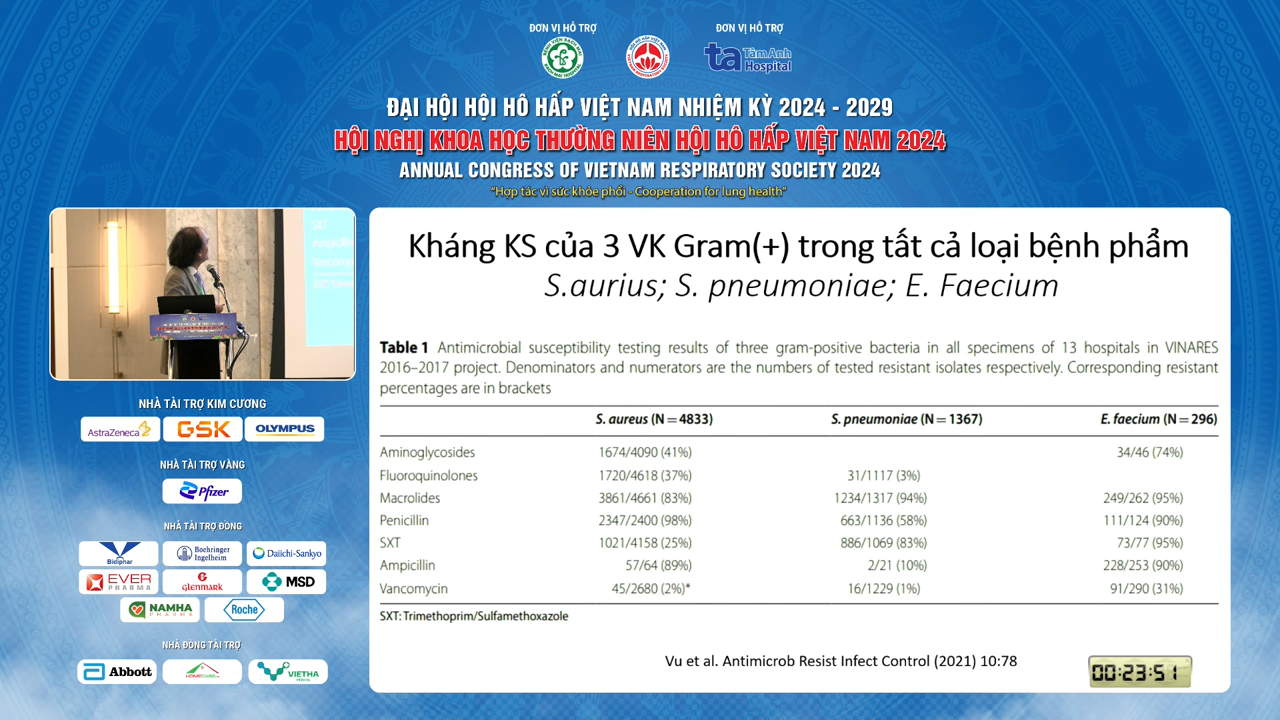 ĐƠN VỊ HỖ TRỢ
ĐƠN VỊ HỖ TRỢ
ta TâmAnh Hospital
ĐẠI HỘI HỘI HÔ HẤP VIỆT NAM NHIỆM KỲ 2024 - 2029
HỘI NGHỊ KHOA HỌC THƯỜNG NIÊN HỘI HÔ HẤP VIỆT NAM 2024
ANNUAL CONGRESS OF VIETNAM RESPIRATORY SOCIETY 2024
"Hợp tác vì sức khỏe phổi - Cooperation for lung health"
NHÀ TÀI TRỢ KIM CƯƠNG
AstraZeneca GSK OLYMPUS
NHÀ TÀI TRỢ VÀNG
Pfizer
NHÀ TÀI TRỢ ĐỒNG
Bidiphar Boehringer Ingelheim Daiichi-Sankyo
EVER PHARMA GLENMARK MSD
NAMHA PHARMA Roche
NHÀ ĐỒNG TÀI TRỢ
Abbott VIETHA
Kháng KS của 3 VK Gram(+) trong tất cả loại bệnh phẩm
S.aurius; S. pneumoniae; E. Faecium
Table 1 Antimicrobial susceptibility testing results of three gram-positive bacteria in all specimens of 13 hospitals in VINARES
2016–2017 project. Denominators and numerators are the numbers of tested resistant isolates respectively. Corresponding resistant
percentages are in brackets
S. aureus (N = 4833) S. pneumoniae (N = 1367) E. faecium (N = 296)
Aminoglycosides 1674/4090 (41%) 34/46 (74%)
Fluoroquinolones 1720/4618 (37%) 31/1117 (3%)
Macrolides 3861/4661 (83%) 1234/1317 (94%) 249/262 (95%)
Penicillin 2347/2400 (98%) 663/1136 (58%) 111/124 (90%)
SXT 1021/4158 (25%) 886/1069 (83%) 73/77 (95%)
Ampicillin 57/64 (89%) 2/21 (10%) 228/253 (90%)
Vancomycin 45/2680 (2%)* 16/1229 (1%) 91/290 (31%)
SXT: Trimethoprim/Sulfamethoxazole
Vu et al. Antimicrob Resist Infect Control (2021) 10:78
00:23:51